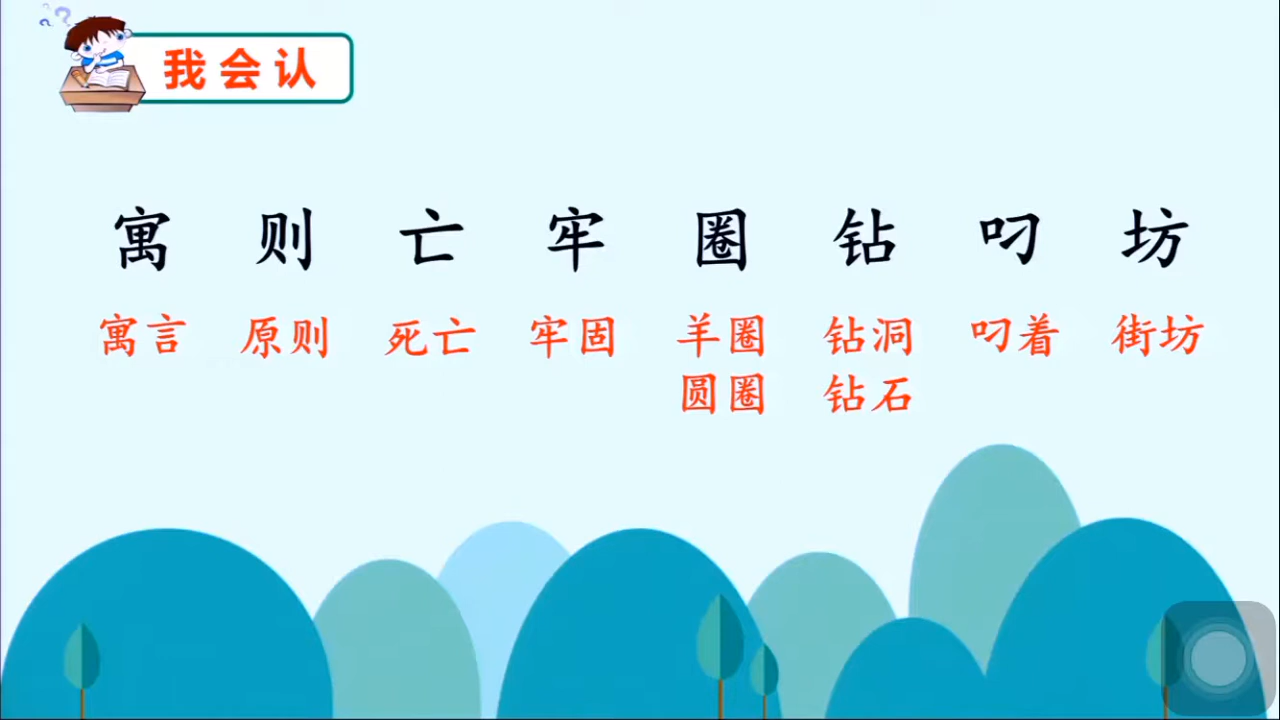 我会认
寓 则 亡 牢 圈 钻 叼 坊
寓言 原则 死亡 牢固 羊圈 钻洞 叼着 街坊
圆圈 钻石